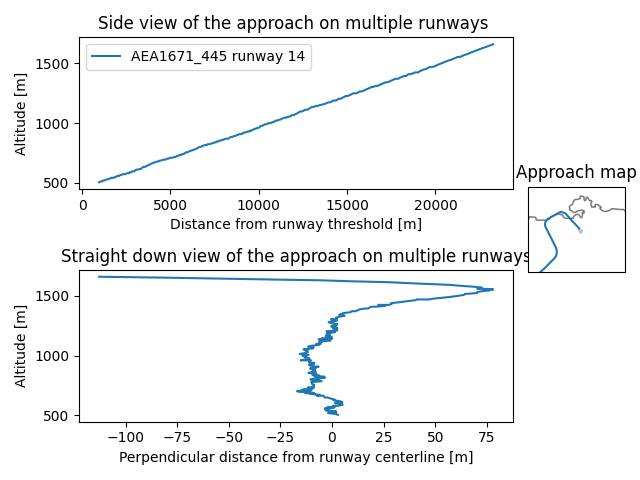 Side view of the approach on multiple runways
AEA1671_445 runway 14
Altitude [m]
1500
1000
500
0
5000
10000
15000
20000
Distance from runway threshold [m]
Approach map
Straight down view of the approach on multiple runways
Altitude [m]
1500
1000
500
−100
−75
−50
−25
0
25
50
75
Perpendicular distance from runway centerline [m]